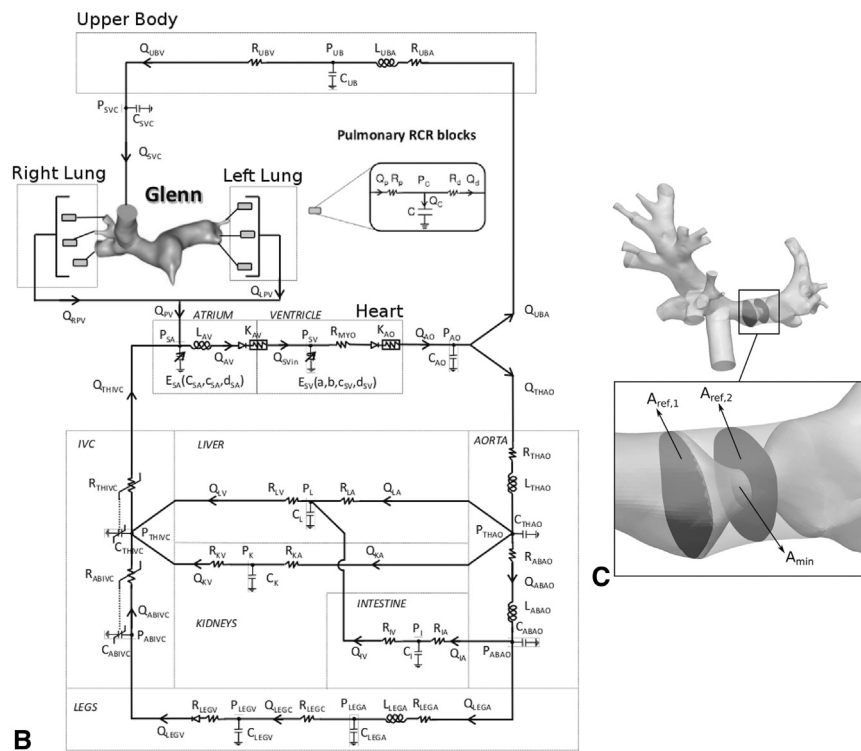 Upper Body
Q_UBV R_UBV P_UB L_UBA R_UBA
C_UB
P_SVC
C_SVC
Q_SVC
Pulmonary RCR blocks
Right Lung Glenn Left Lung
Q_p R_p P_C R_d Q_d
Q_C
C
Q_RPV Q_PV Q_LPV
Q_UBA
ATRIUM VENTRICLE Heart
P_SA L_AV K_AV P_SV R_MYO K_AO Q_AO P_AO
Q_AV Q_SVin C_AO
E_SA(C_SA, c_SA, d_SA) E_SV(a,b,c_SV, d_SV)
Q_THIVC Q_THAO
IVC LIVER AORTA
R_THAO
R_THIVC Q_LV R_LV P_L R_LA Q_LA L_THAO
C_L
C_THIVC P_THIVC P_THAO C_THAO
R_KV P_K R_KA Q_KA R_ABAO
R_ABIVC Q_KV C_K Q_ABAO
Q_ABIVC KIDNEYS INTESTINE L_ABAO
R_IV P_I R_IA C_ABAO
C_ABIVC P_ABIVC Q_IV C_I Q_IA P_ABAO
LEGS
R_LEGV P_LEGV Q_LEGC R_LEGC P_LEGA L_LEGA R_LEGA Q_LEGA
Q_LEGV C_LEGV C_LEGA
B
A_ref,1 A_ref,2
A_min
C